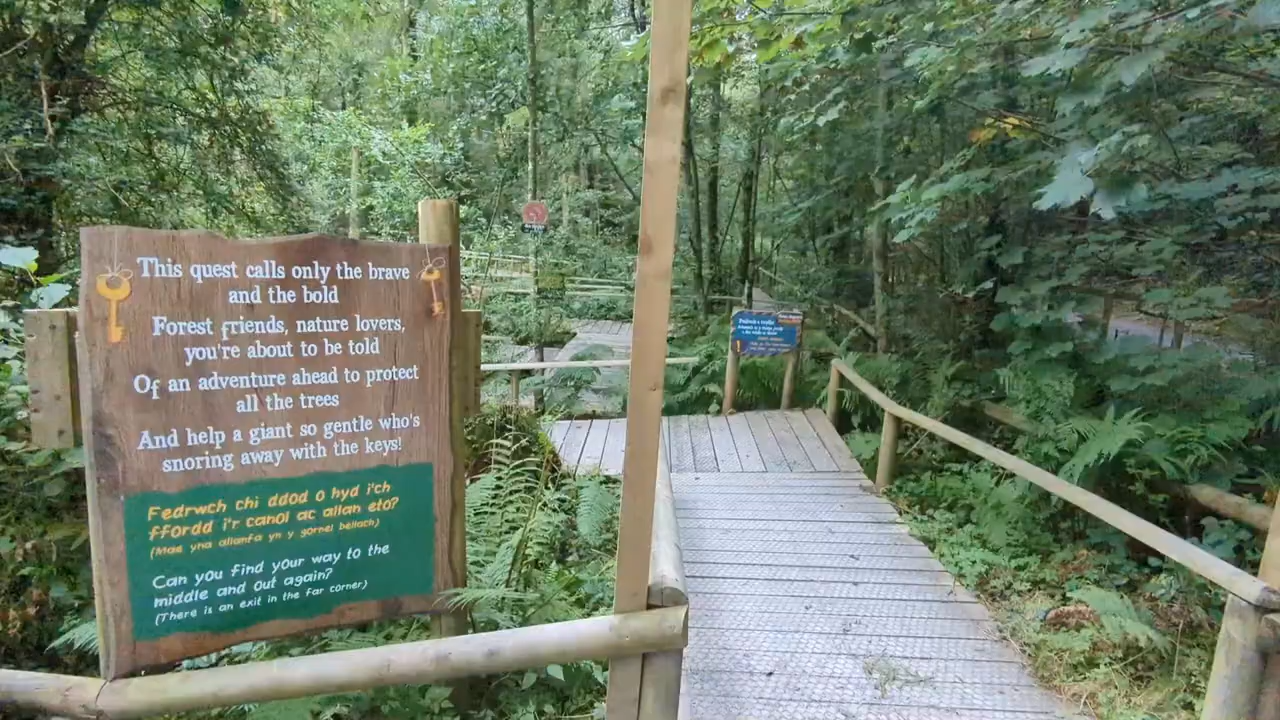 This quest calls only the brave
and the bold
Forest friends, nature lovers,
you're about to be told
Of an adventure ahead to protect
all the trees
And help a giant so gentle who's
snoring away with the keys!
Fedrwch chi ddod o hyd i'ch
ffordd i'r canol ac allan eto?
(Mae yna allanfa yn y gornel bellach)
Can you find your way to the
middle and out again?
(There is an exit in the far corner)